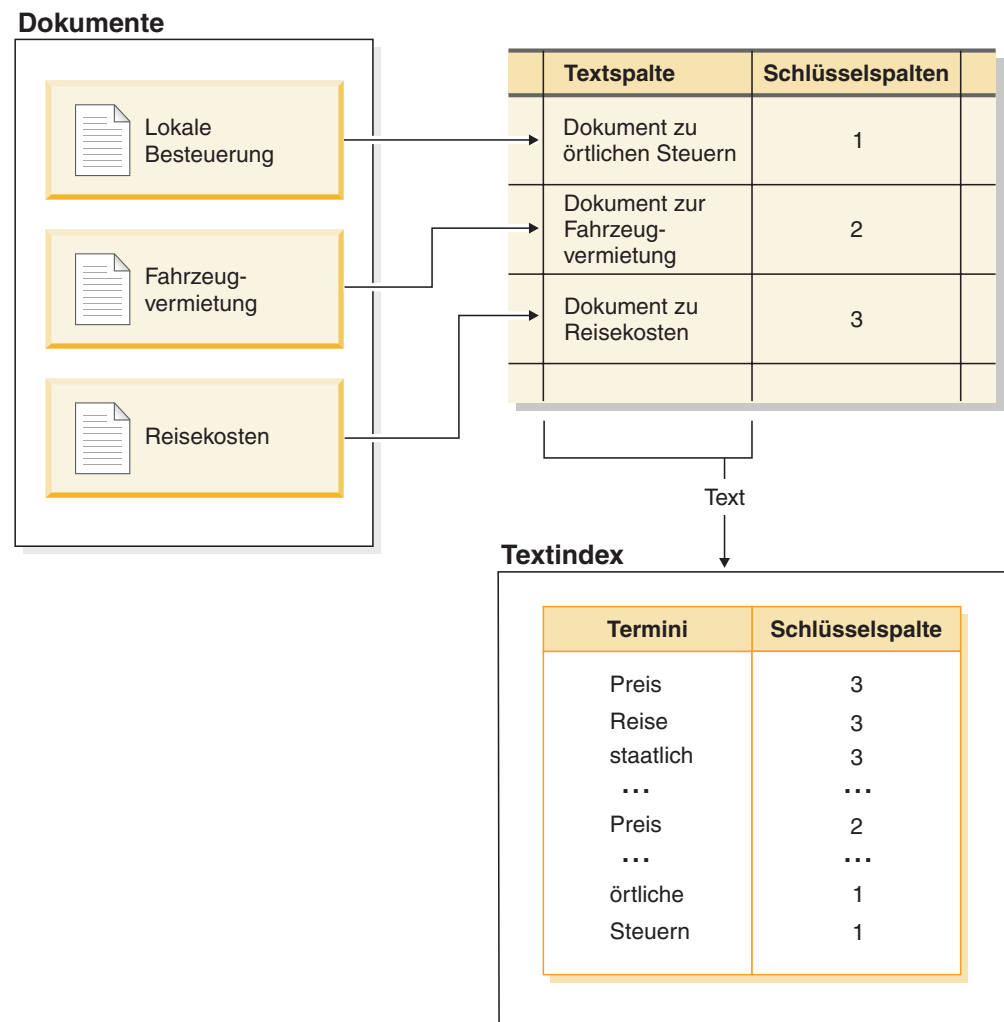 Dokumente
Lokale
Besteuerung
Fahrzeug-
vermietung
Reisekosten
Textspalte Schlüsselspalten
Dokument zu
örtlichen Steuern 1
Dokument zur
Fahrzeug-
vermietung 2
Dokument zu
Reisekosten 3
Text
Textindex
Termini Schlüsselspalte
Preis 3
Reise 3
staatlich 3
... ...
Preis 2
... ...
örtliche 1
Steuern 1